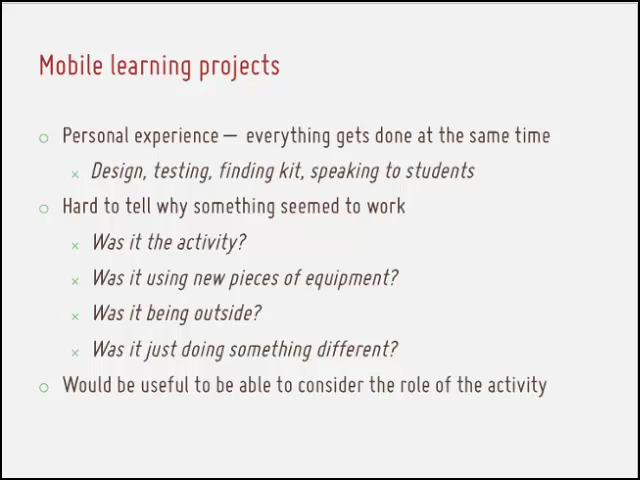 Mobile learning projects
Personal experience – everything gets done at the same time
Design, testing, finding kit, speaking to students
Hard to tell why something seemed to work
Was it the activity?
Was it using new pieces of equipment?
Was it being outside?
Was it just doing something different?
Would be useful to be able to consider the role of the activity